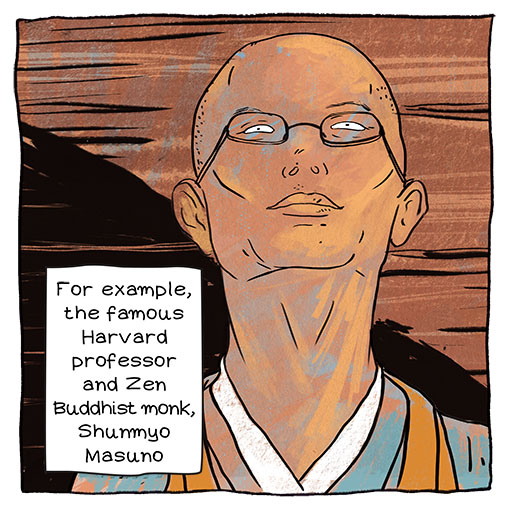 For example,
the famous
Harvard
professor
and Zen
Buddhist monk,
Shunmyo
Masuno